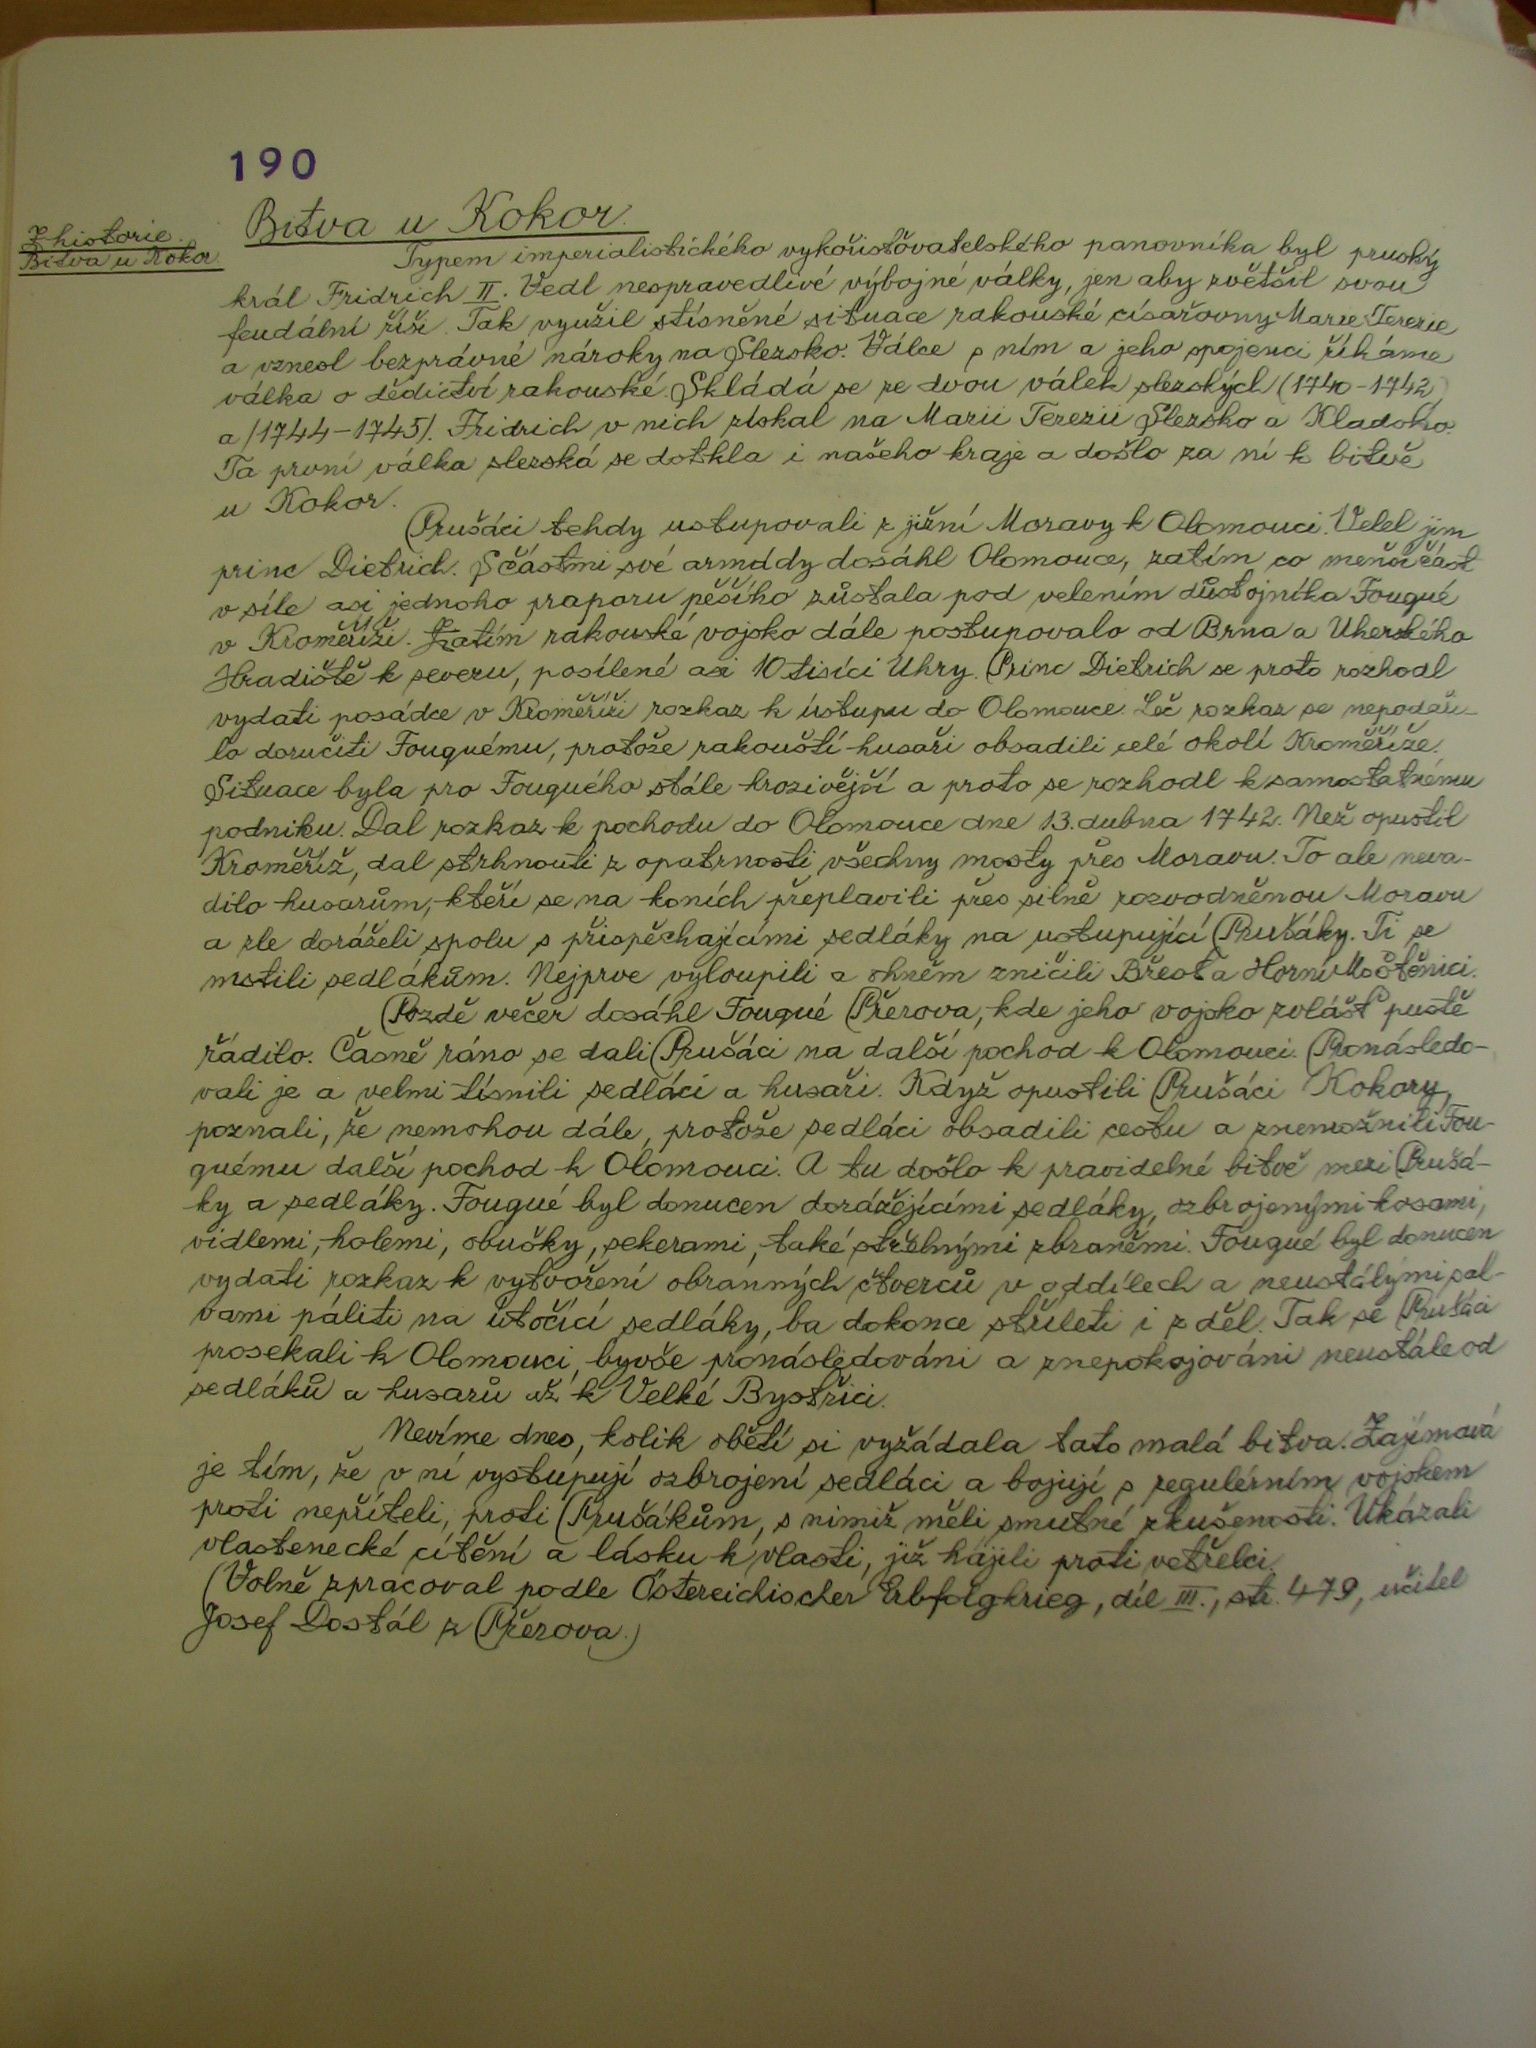 190
Z historie.
Bitva u Kokor
Bitva u Kokor.
Typem imperialistického vykořisťovatelského panovníka byl pruský
král Fridrich II. Vedl nespravedlivé výbojné války, jen aby zvětšil svou
feudální říši. Tak využil stísněné situace rakouské císařovny Marie Terezie
a vznesl bezprávné nároky na Slezsko. Válce s ním a jeho spojenci říkáme
válka o dědictví rakouské. Skládá se ze dvou válek slezských (1740-1742)
a (1744-1745). Fridrich v nich získal na Marii Terezii Slezsko a Kladsko.
Ta první válka slezská se dotkla i našeho kraje a došlo za ní k bitvě
u Kokor.
Prušáci tehdy ustupovali z jižní Moravy k Olomouci. Velel jim
princ Dietrich. S částmi své armády dosáhl Olomouce, zatím co menší část
v síle asi jednoho praporu pěšího zůstala pod velením důstojníka Fouqué
v Kroměříži. Zatím rakouské vojsko dále postupovalo od Brna a Uherského
Hradiště k severu, posílené asi 10 tisíci Uhry. Princ Dietrich se proto rozhodl
vydati posádce v Kroměříži rozkaz k ústupu do Olomouce. Leč rozkaz se nepodaři-
lo doručiti Fouquému, protože rakouští husaři obsadili celé okolí Kroměříže.
Situace byla pro Fouquého stále hrozivější a proto se rozhodl k samostatnému
podniku. Dal rozkaz k pochodu do Olomouce dne 13. dubna 1742. Než opustil
Kroměříž, dal strhnouti z opatrnosti všechny mosty přes Moravu. To ale neva-
dilo husarům, kteří se na koních přeplavili přes silně rozvodněnou Moravu
a zle doráželi spolu s přispěchajícími sedláky na ustupující Prušáky. Ti se
mstili sedlákům. Nejprve vyloupili a ohněm zničili Břest a Horní Moštěnici.
Pozdě večer dosáhl Fouqué Přerova, kde jeho vojsko zvlášť pustě
řádilo. Časně ráno se dali Prušáci na další pochod k Olomouci. Pronásledo-
vali je a velmi tísnili sedláci a husaři. Když opustili Prušáci Kokory,
poznali, že nemohou dále, protože sedláci obsadili cestu a znemožnili Fou-
quému další pochod k Olomouci. A tu došlo k pravidelné bitvě mezi Prušá-
ky a sedláky. Fouqué byl donucen dorážejícími sedláky, ozbrojenými kosami,
vidlemi, holemi, obušky, sekerami, také střelnými zbraněmi. Fouqué byl donucen
vydati rozkaz k vytvoření obranných čtverců v oddílech a neustálými sal-
vami páliti na útočící sedláky, ba dokonce stříleti i z děl. Tak se Prušáci
prosekali k Olomouci, byvše pronásledováni a znepokojováni neustále od
sedláků a husarů až k Velké Bystřici.
Nevíme dnes, kolik obětí si vyžádala tato malá bitva. Zajímavá
je tím, že v ní vystupují ozbrojení sedláci a bojují s regulérním vojskem
proti nepříteli, proti Prušákům, s nimiž měli smutné zkušenosti. Ukázali
vlastenecké cítění a lásku k vlasti, již hájili proti vetřelci.
(Volně zpracoval podle Östereichischer Erbfolgkrieg, díl III., str. 479, učitel
Josef Dostál z Přerova.)